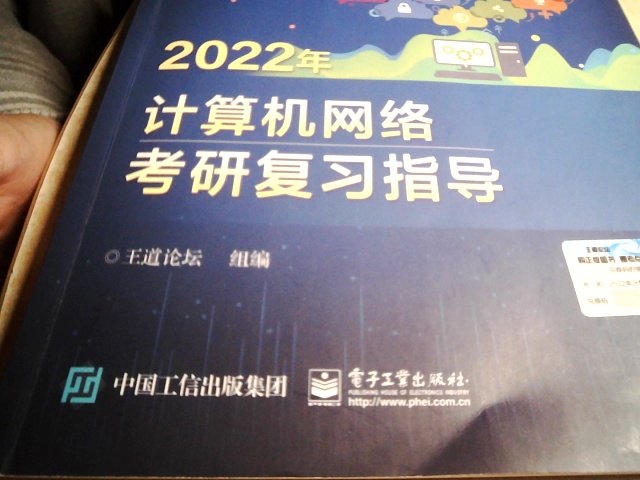 2022年
计算机网络
考研复习指导
◎王道论坛 组编
中国工信出版集团
电子工业出版社
PUBLISHING HOUSE OF ELECTRONICS INDUSTRY
http://www.phei.com.cn